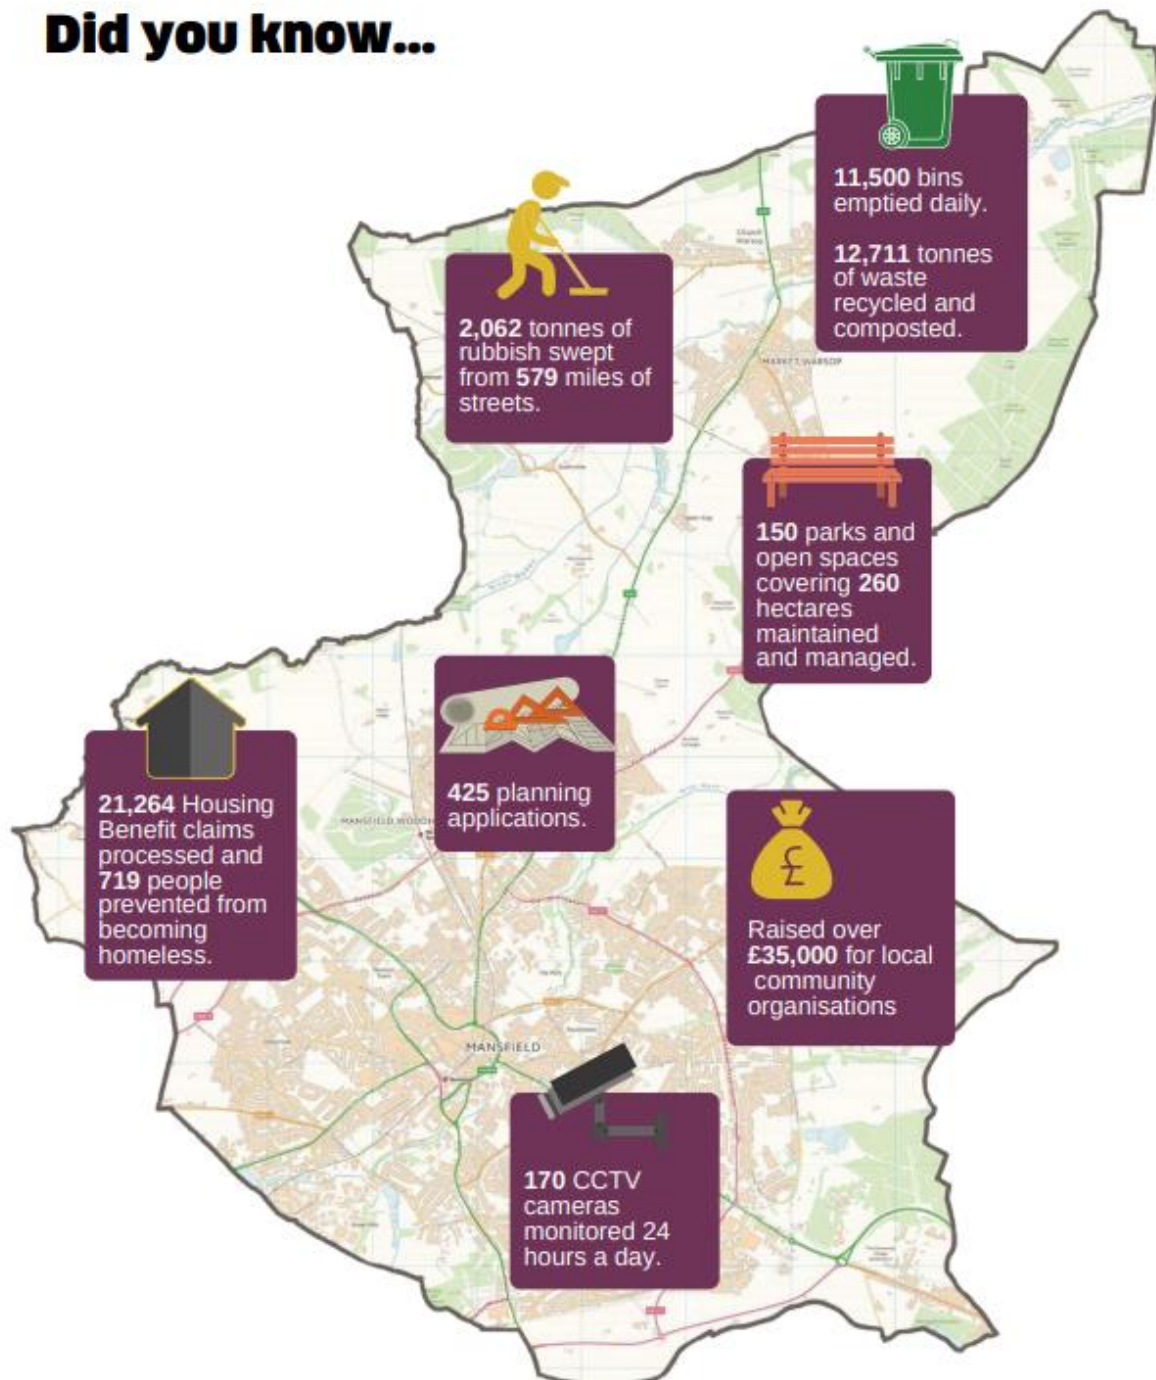 Did you know...
11,500 bins
emptied daily.
12,711 tonnes
of waste
recycled and
composted.
2,062 tonnes of
rubbish swept
from 579 miles of
streets.
MARKET WARSOP
150 parks and
open spaces
covering 260
hectares
maintained
and managed.
425 planning
applications.
21,264 Housing
Benefit claims
processed and
719 people
prevented from
becoming
homeless.
Raised over
£35,000 for local
community
organisations
MANSFIELD
170 CCTV
cameras
monitored 24
hours a day.